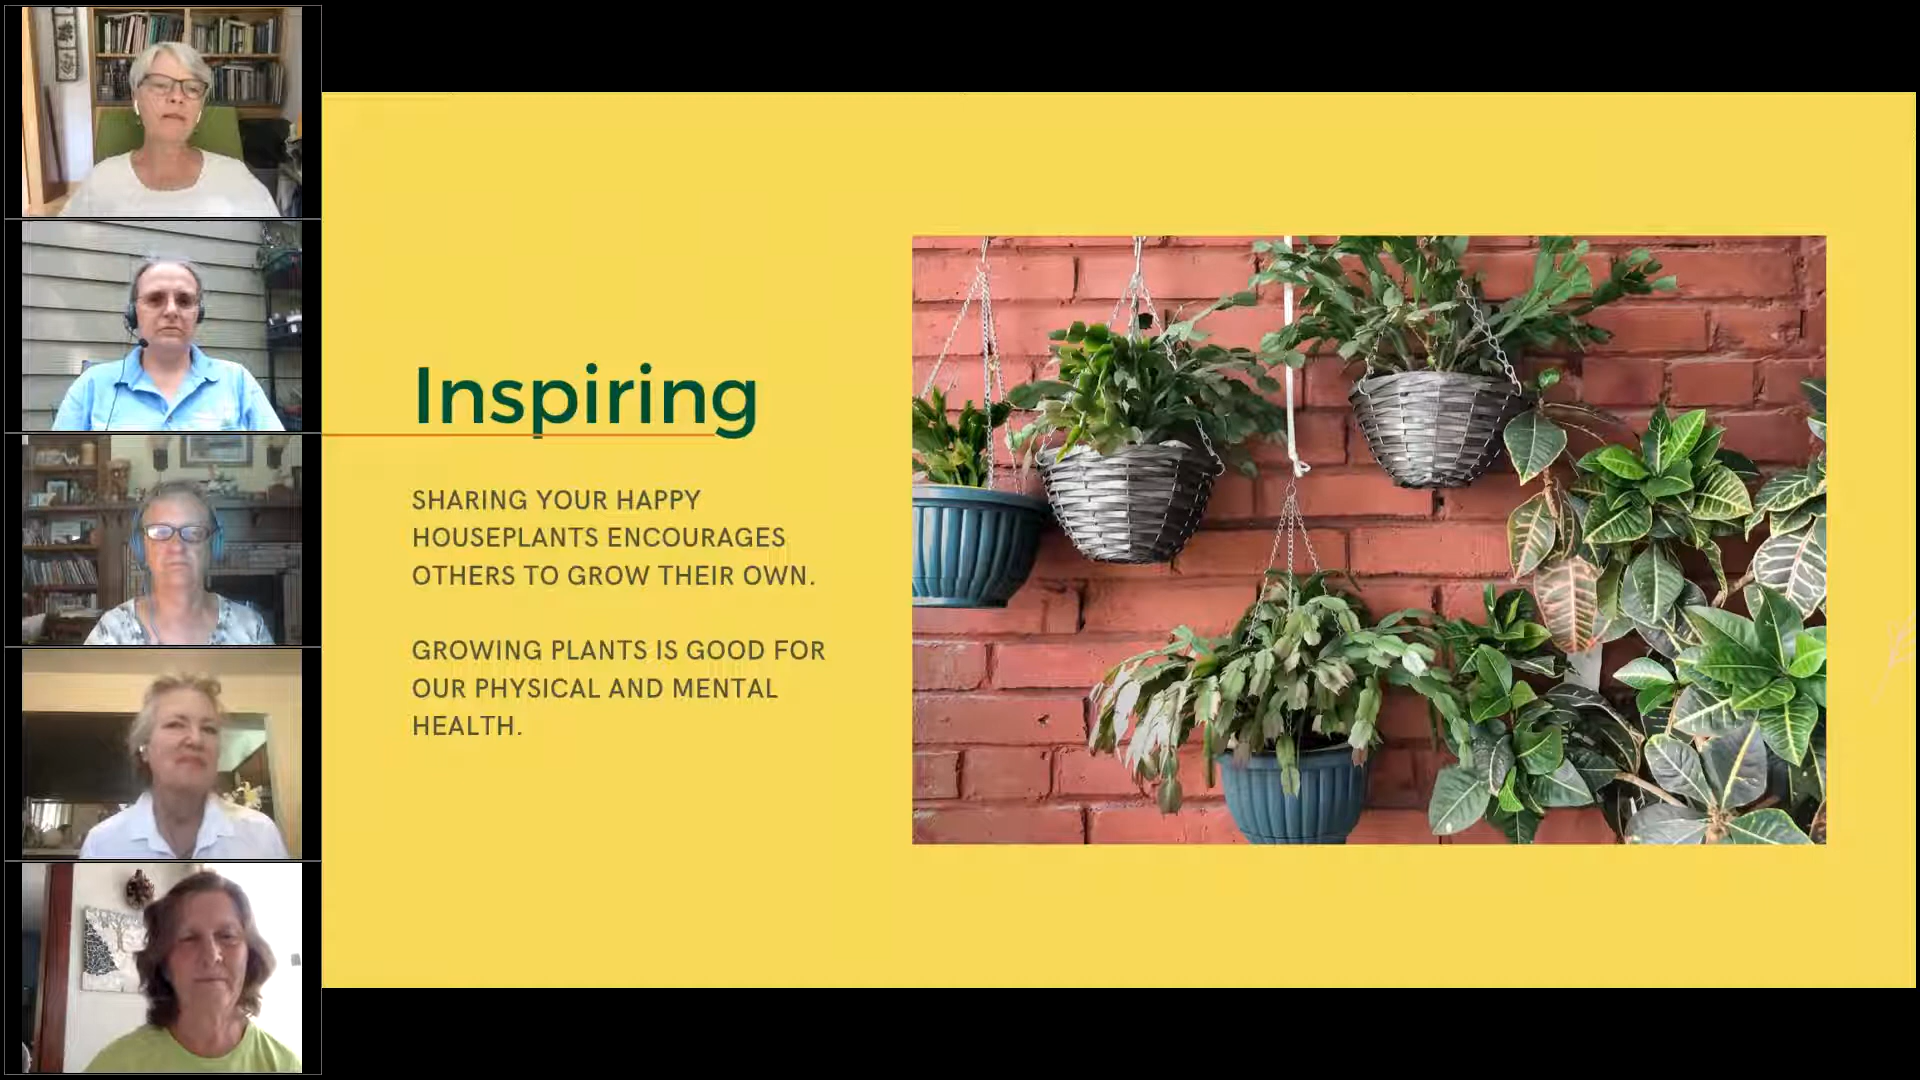 Inspiring
SHARING YOUR HAPPY
HOUSEPLANTS ENCOURAGES
OTHERS TO GROW THEIR OWN.
GROWING PLANTS IS GOOD FOR
OUR PHYSICAL AND MENTAL
HEALTH.